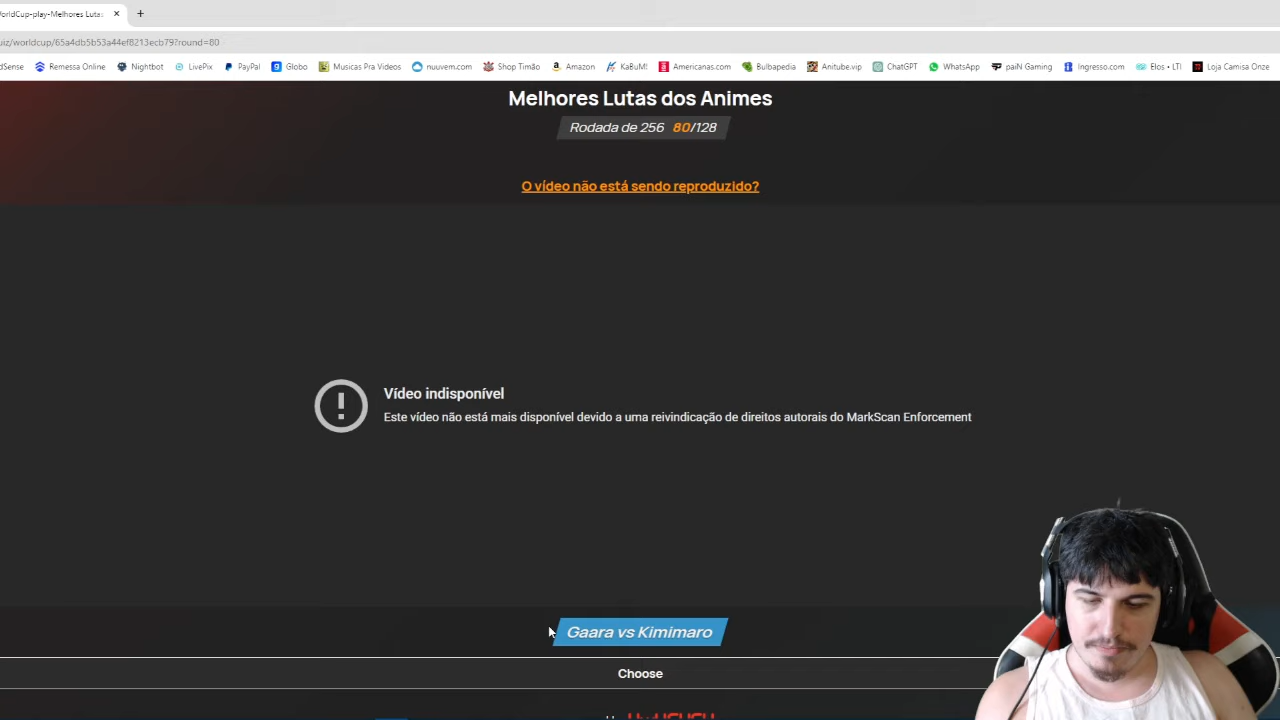 WorldCup-play-Melhores Lutas
uiz/worldcup/65a4db5b53a44ef8213ecb79?round=80
dSense Remessa Online Nightbot LivePix PayPal Globo Musicas Pra Videos nuuvem.com Shop Timão Amazon KaBuM! Americanas.com Bulbapedia Anitube.vip ChatGPT WhatsApp paiN Gaming Ingresso.com Elos • LTI Loja Camisa Onze
Melhores Lutas dos Animes
Rodada de 256 80/128
O vídeo não está sendo reproduzido?
Vídeo indisponível
Este vídeo não está mais disponível devido a uma reivindicação de direitos autorais do MarkScan Enforcement
Gaara vs Kimimaro
Choose